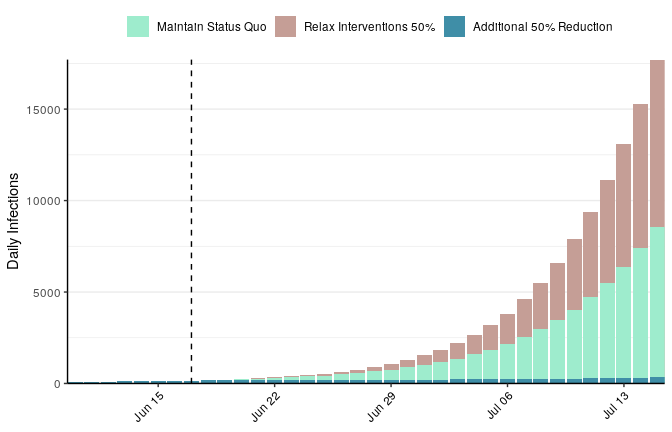 Maintain Status Quo Relax Interventions 50% Additional 50% Reduction
Daily Infections
15000
10000
5000
0
Jun 15 Jun 22 Jun 29 Jul 06 Jul 13